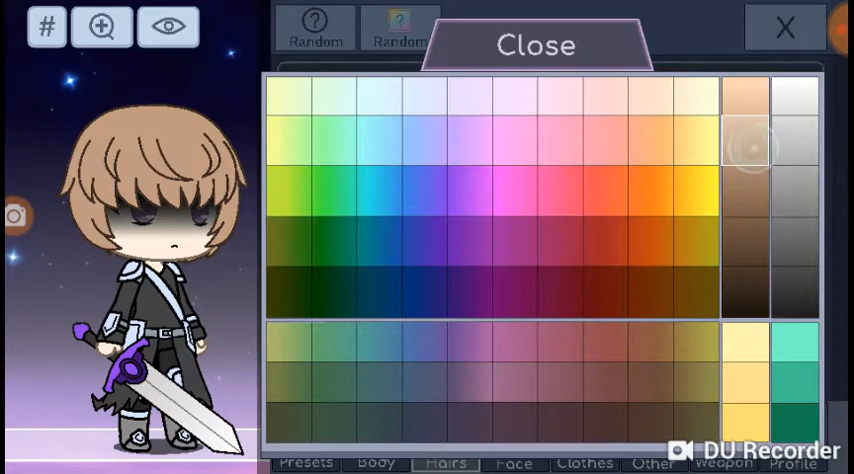 #
?
Random
?
Random
Close
X
DU Recorder
Presets
Body
Hairs
Face
Clothes
Other
Weapon
Profile